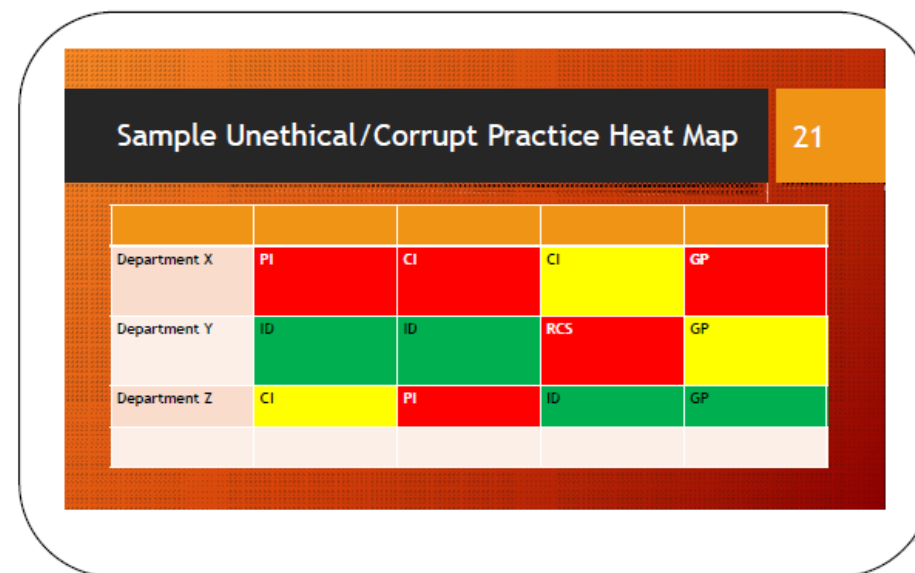 Sample Unethical/Corrupt Practice Heat Map
21
Department X PI CI CI GP
Department Y ID ID RCS GP
Department Z CI PI ID GP